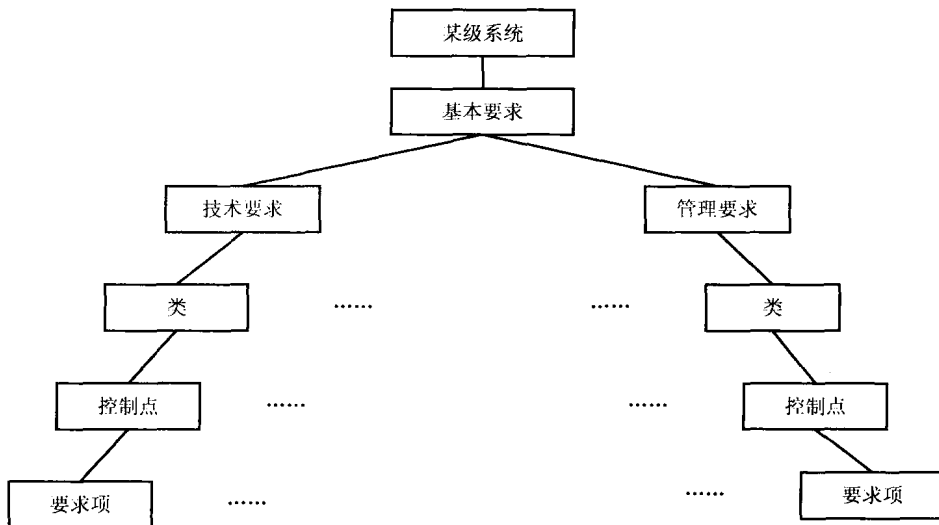 某级系统
基本要求
技术要求 管理要求
类 …… …… 类
控制点 …… …… 控制点
要求项 …… …… 要求项